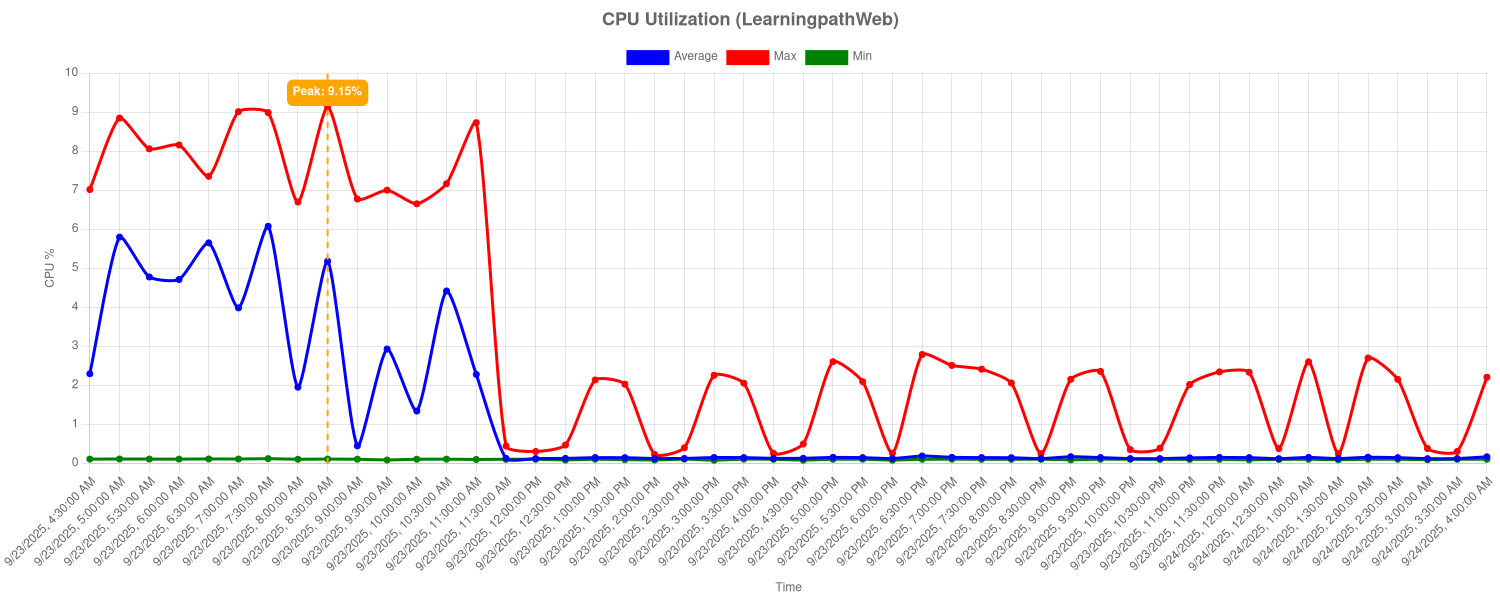 CPU Utilization (LearningpathWeb)
Average Max Min
Peak: 9.15%
10
9
8
7
6
5
4
3
2
1
0
CPU %
9/23/2025, 4:30:00 AM
9/23/2025, 5:00:00 AM
9/23/2025, 5:30:00 AM
9/23/2025, 6:00:00 AM
9/23/2025, 6:30:00 AM
9/23/2025, 7:00:00 AM
9/23/2025, 7:30:00 AM
9/23/2025, 8:00:00 AM
9/23/2025, 8:30:00 AM
9/23/2025, 9:00:00 AM
9/23/2025, 9:30:00 AM
9/23/2025, 10:00:00 AM
9/23/2025, 10:30:00 AM
9/23/2025, 11:00:00 AM
9/23/2025, 11:30:00 AM
9/23/2025, 12:00:00 PM
9/23/2025, 12:30:00 PM
9/23/2025, 1:00:00 PM
9/23/2025, 1:30:00 PM
9/23/2025, 2:00:00 PM
9/23/2025, 2:30:00 PM
9/23/2025, 3:00:00 PM
9/23/2025, 3:30:00 PM
9/23/2025, 4:00:00 PM
9/23/2025, 4:30:00 PM
9/23/2025, 5:00:00 PM
9/23/2025, 5:30:00 PM
9/23/2025, 6:00:00 PM
9/23/2025, 6:30:00 PM
9/23/2025, 7:00:00 PM
9/23/2025, 7:30:00 PM
9/23/2025, 8:00:00 PM
9/23/2025, 8:30:00 PM
9/23/2025, 9:00:00 PM
9/23/2025, 9:30:00 PM
9/23/2025, 10:00:00 PM
9/23/2025, 10:30:00 PM
9/23/2025, 11:00:00 PM
9/23/2025, 11:30:00 PM
9/24/2025, 12:00:00 AM
9/24/2025, 12:30:00 AM
9/24/2025, 1:00:00 AM
9/24/2025, 1:30:00 AM
9/24/2025, 2:00:00 AM
9/24/2025, 2:30:00 AM
9/24/2025, 3:00:00 AM
9/24/2025, 3:30:00 AM
9/24/2025, 4:00:00 AM
Time